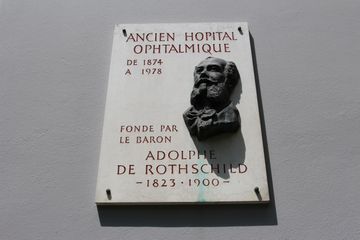 ANCIEN HOPITAL
OPHTALMIQUE
DE 1874
A 1978
FONDE PAR
LE BARON
ADOLPHE
DE ROTHSCHILD
-1823·1900-